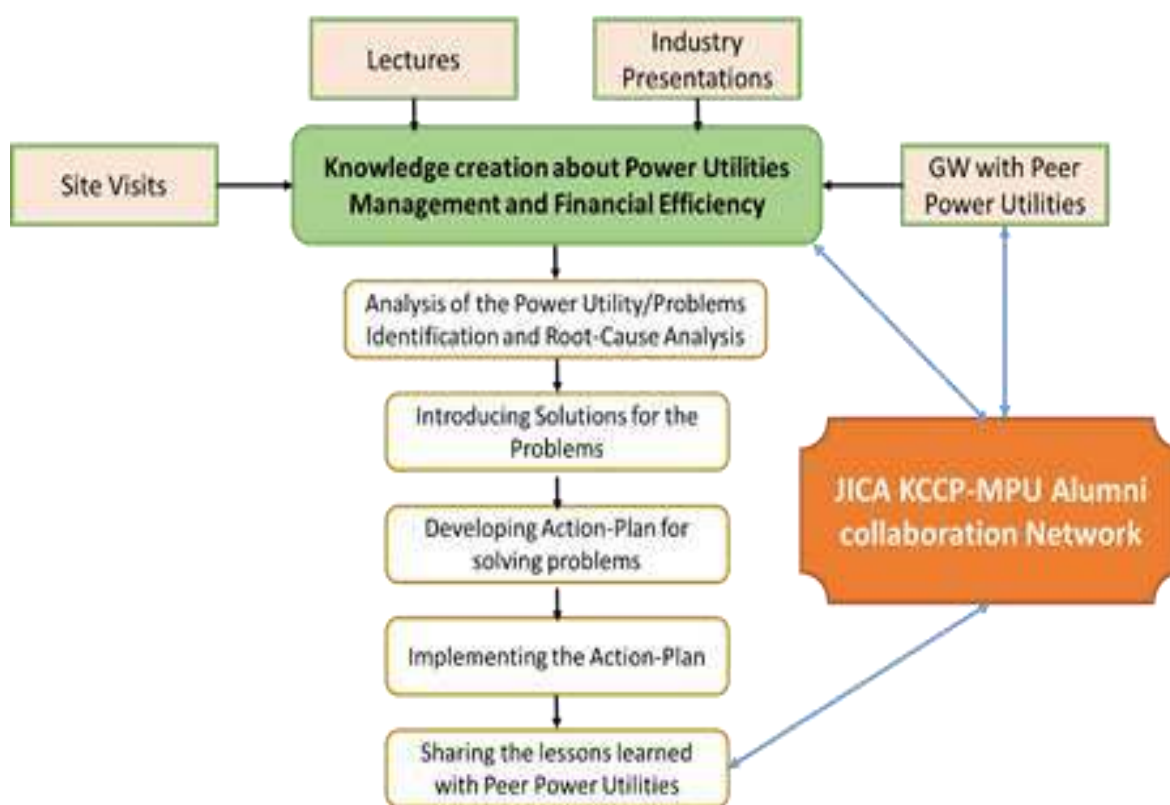 Lectures
Industry
Presentations
Site Visits
Knowledge creation about Power Utilities
Management and Financial Efficiency
GW with Peer
Power Utilities
Analysis of the Power Utility/Problems
Identification and Root-Cause Analysis
Introducing Solutions for the
Problems
Developing Action-Plan for
solving problems
Implementing the Action-Plan
Sharing the lessons learned
with Peer Power Utilities
JICA KCCP-MPU Alumni
collaboration Network